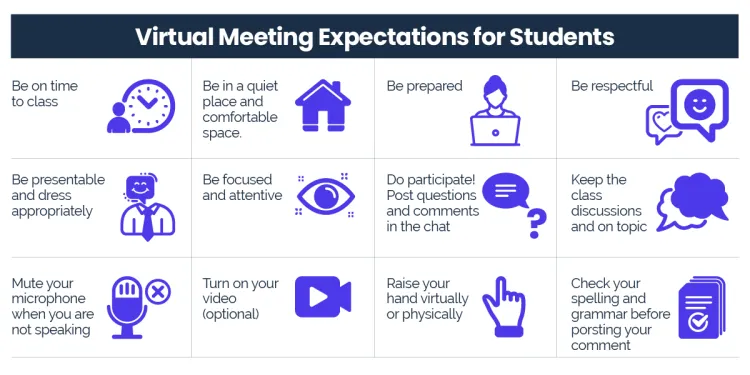 Virtual Meeting Expectations for Students
Be on time
to class
Be in a quiet
place and
comfortable
space.
Be prepared
Be respectful
Be presentable
and dress
appropriately
Be focused
and attentive
Do participate!
Post questions
and comments
in the chat
Keep the
class
discussions
and on topic
Mute your
microphone
when you are
not speaking
Turn on your
video
(optional)
Raise your
hand virtually
or physically
Check your
spelling and
grammar before
porsting your
comment